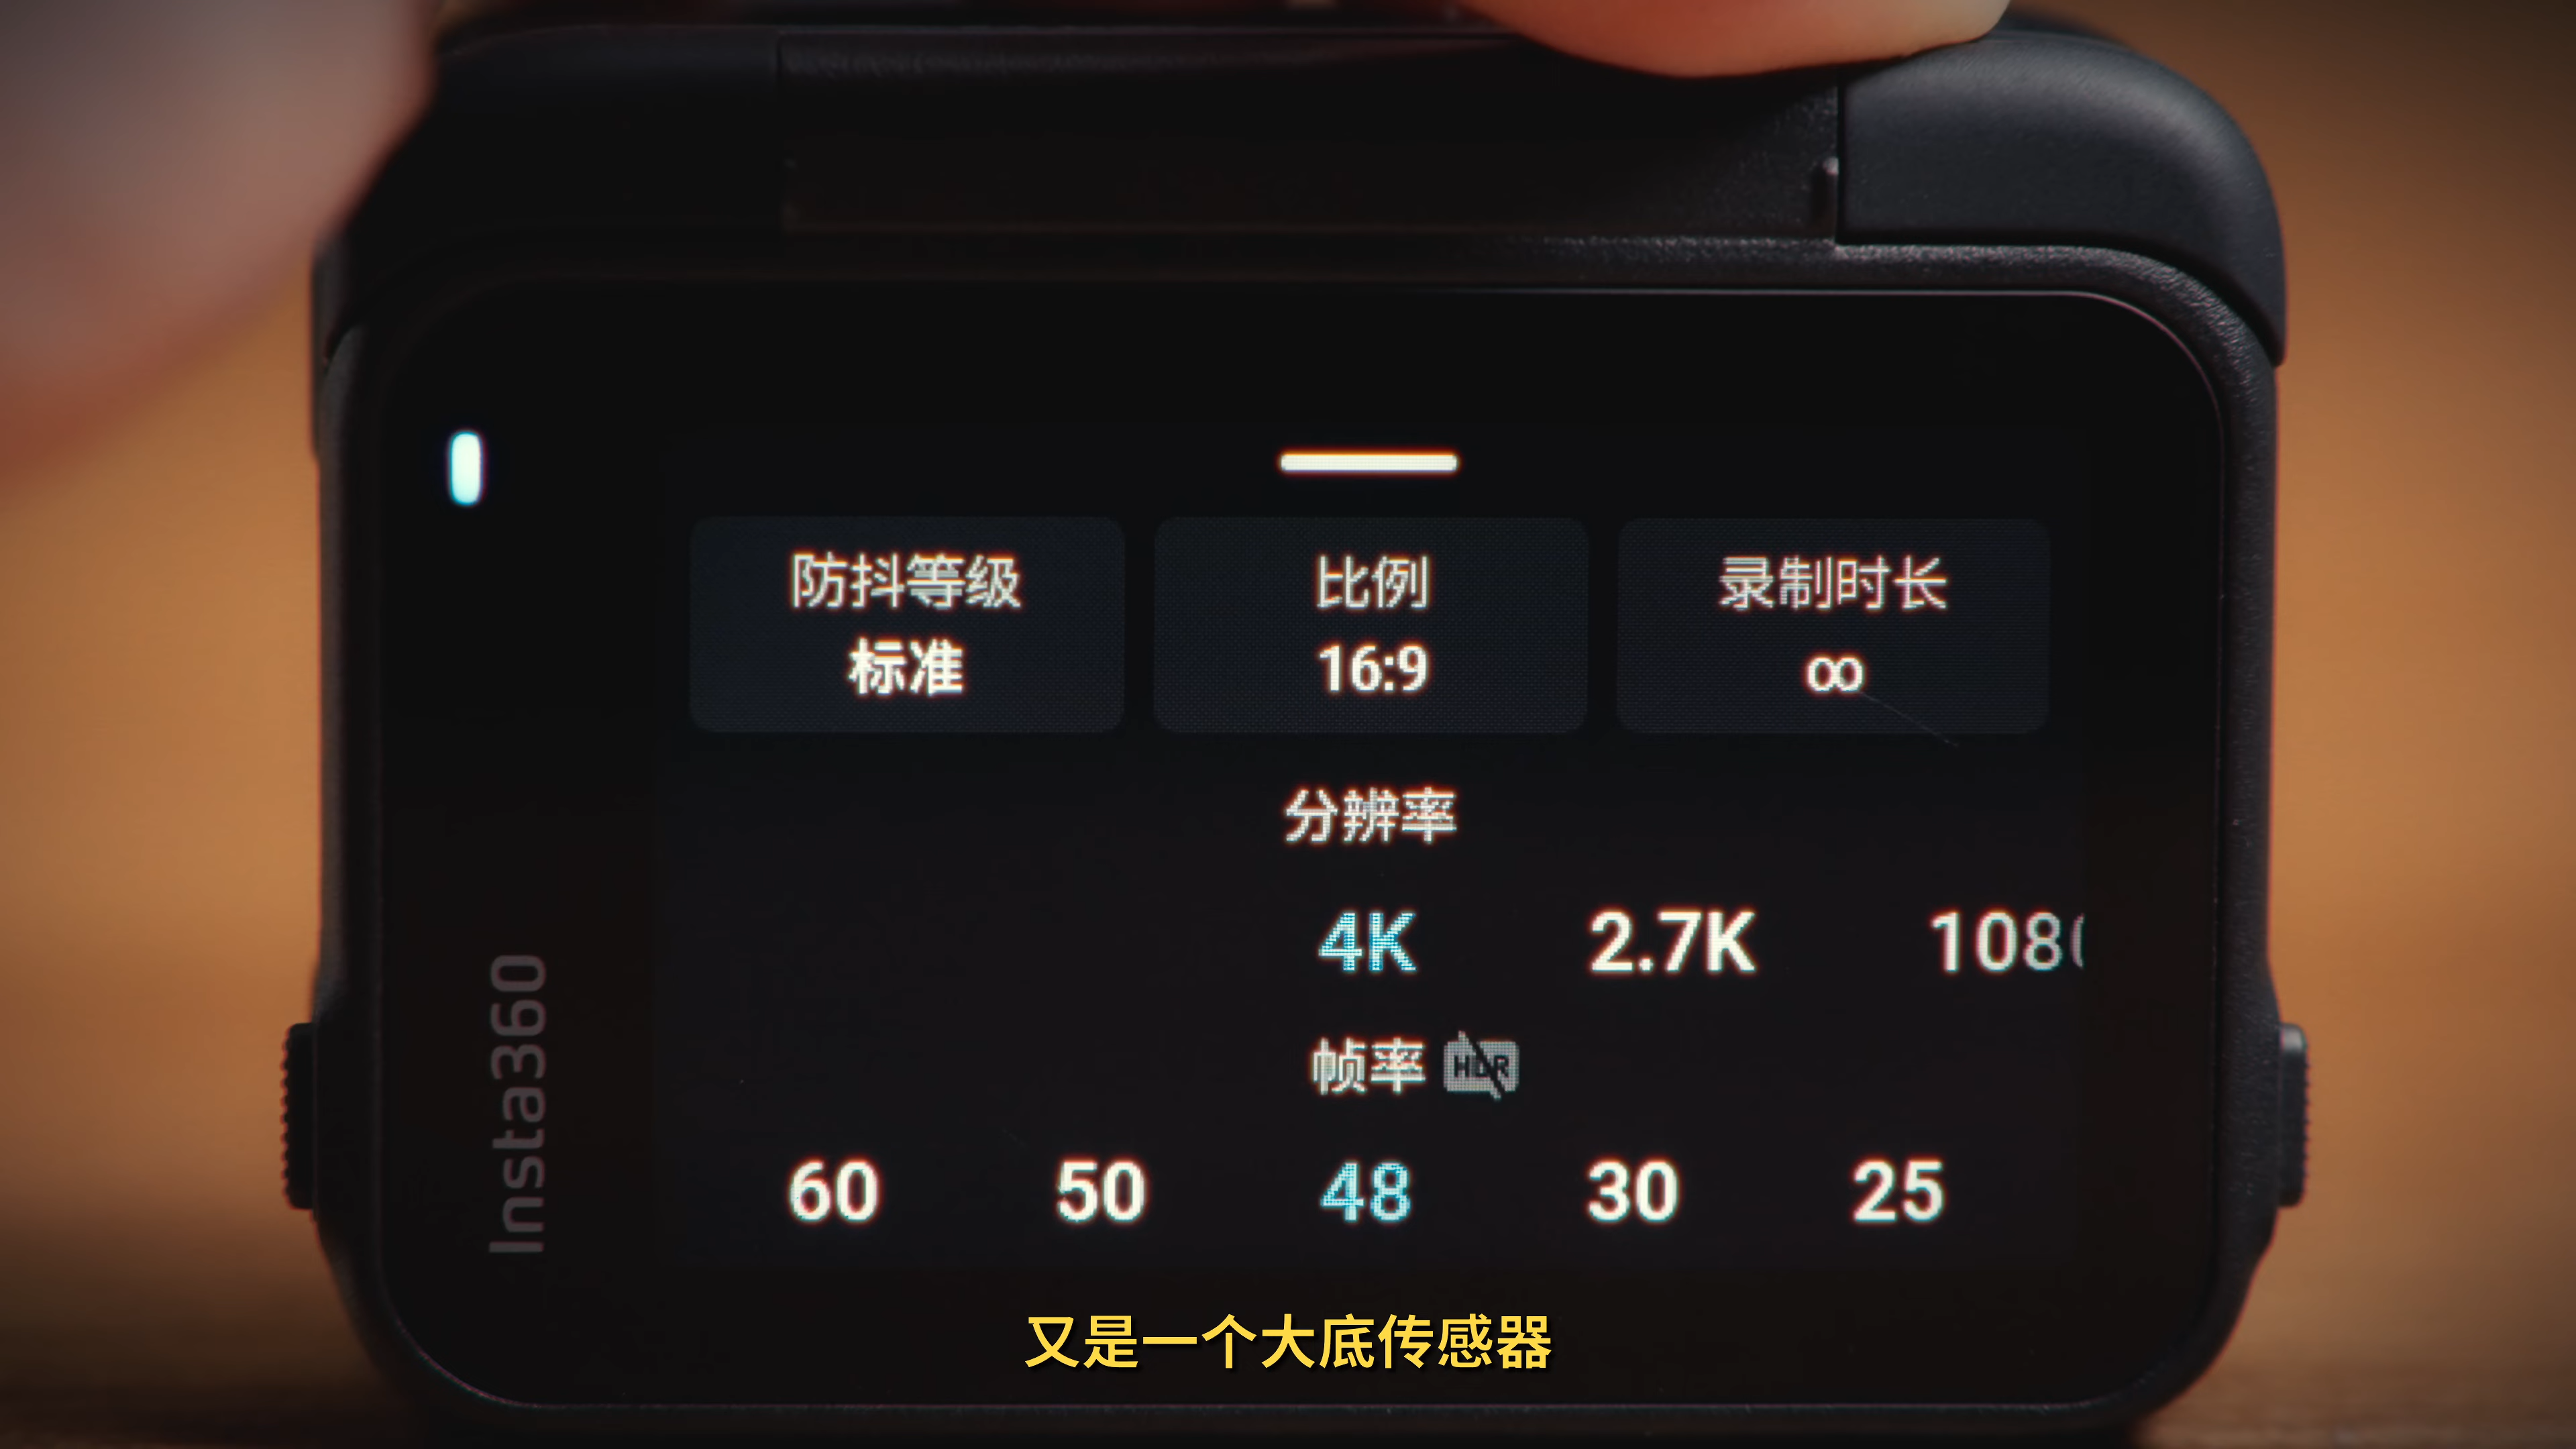 防抖等级
标准
比例
16:9
录制时长
∞
分辨率
4K 2.7K 1080
帧率 HDR
60 50 48 30 25
Insta360
又是一个大底传感器